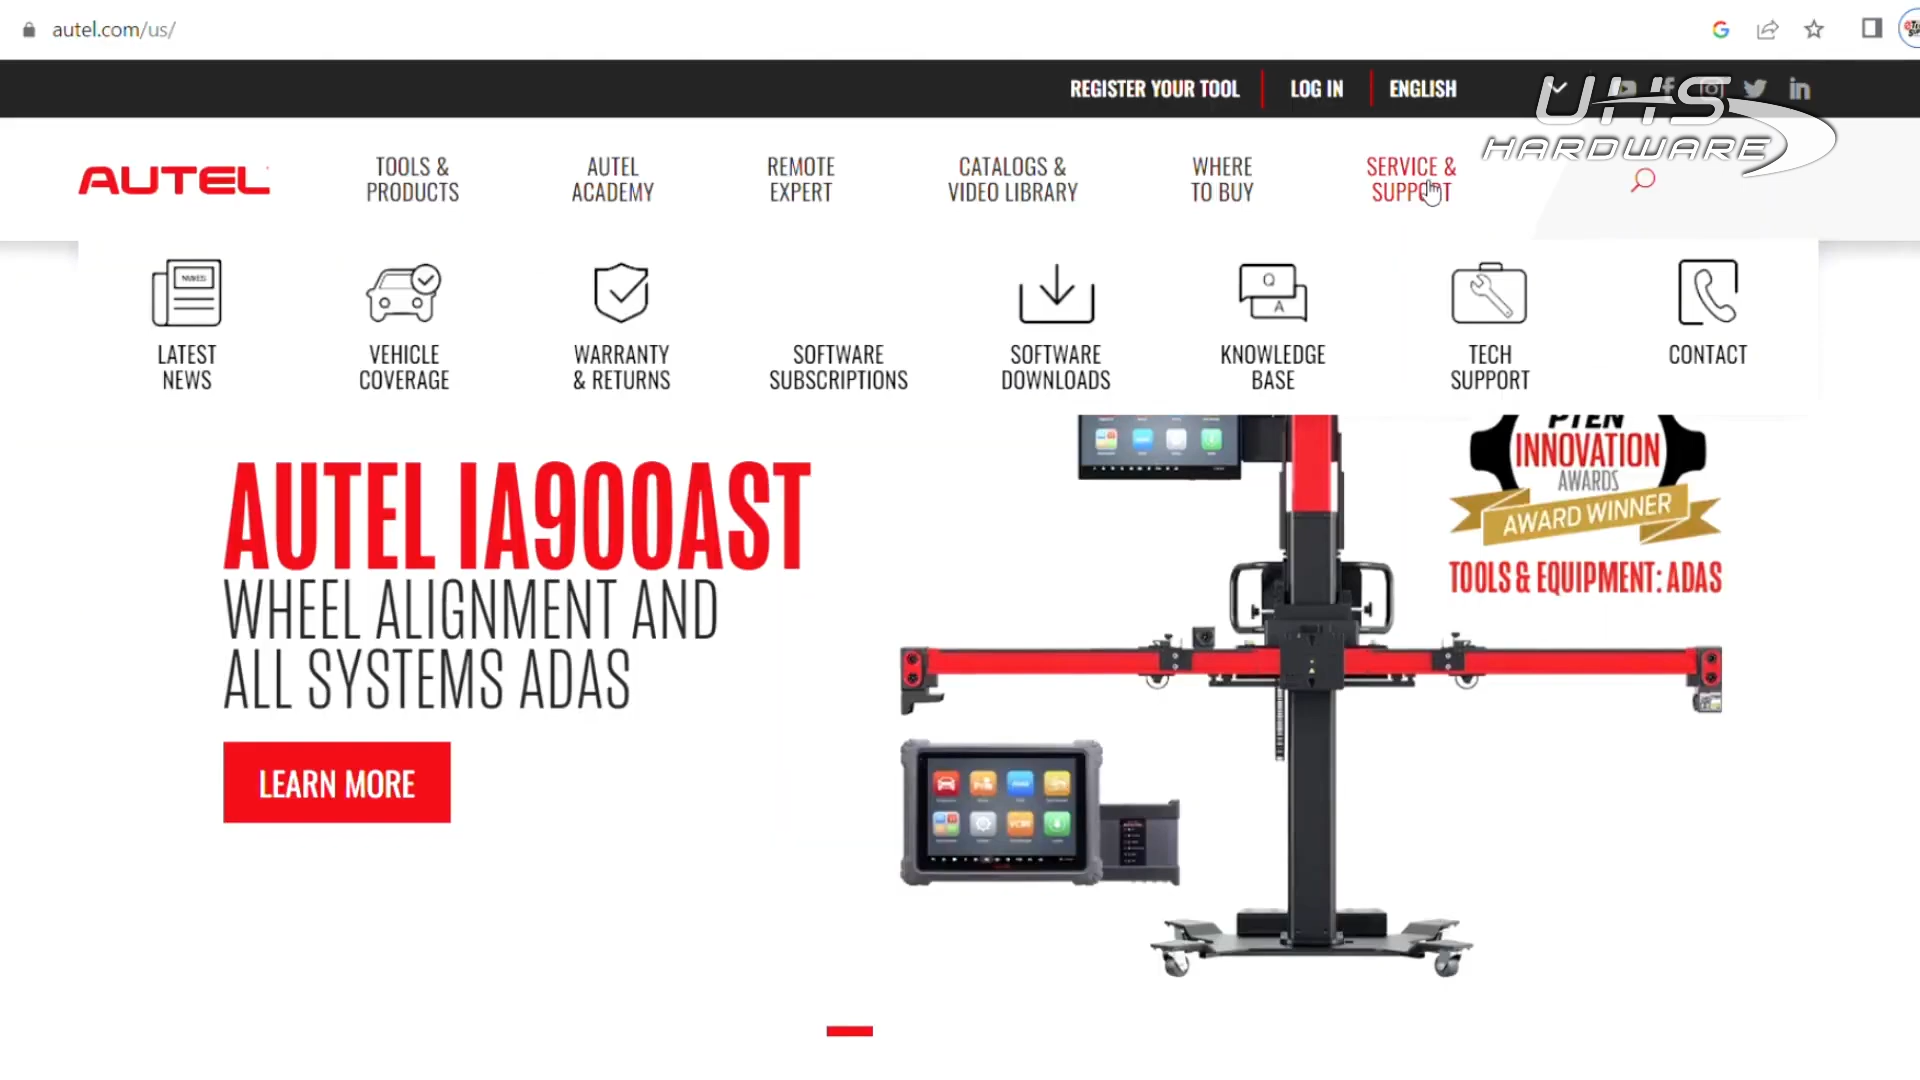 autel.com/us/
REGISTER YOUR TOOL
LOG IN
ENGLISH
UHS
HARDWARE
AUTEL
TOOLS &
PRODUCTS
AUTEL
ACADEMY
REMOTE
EXPERT
CATALOGS &
VIDEO LIBRARY
WHERE
TO BUY
SERVICE &
SUPPORT
NEWS
LATEST
NEWS
VEHICLE
COVERAGE
WARRANTY
& RETURNS
SOFTWARE
SUBSCRIPTIONS
SOFTWARE
DOWNLOADS
Q
A
KNOWLEDGE
BASE
TECH
SUPPORT
CONTACT
AUTEL IA900AST
WHEEL ALIGNMENT AND
ALL SYSTEMS ADAS
LEARN MORE
PTEN
INNOVATION
AWARDS
AWARD WINNER
TOOLS & EQUIPMENT: ADAS